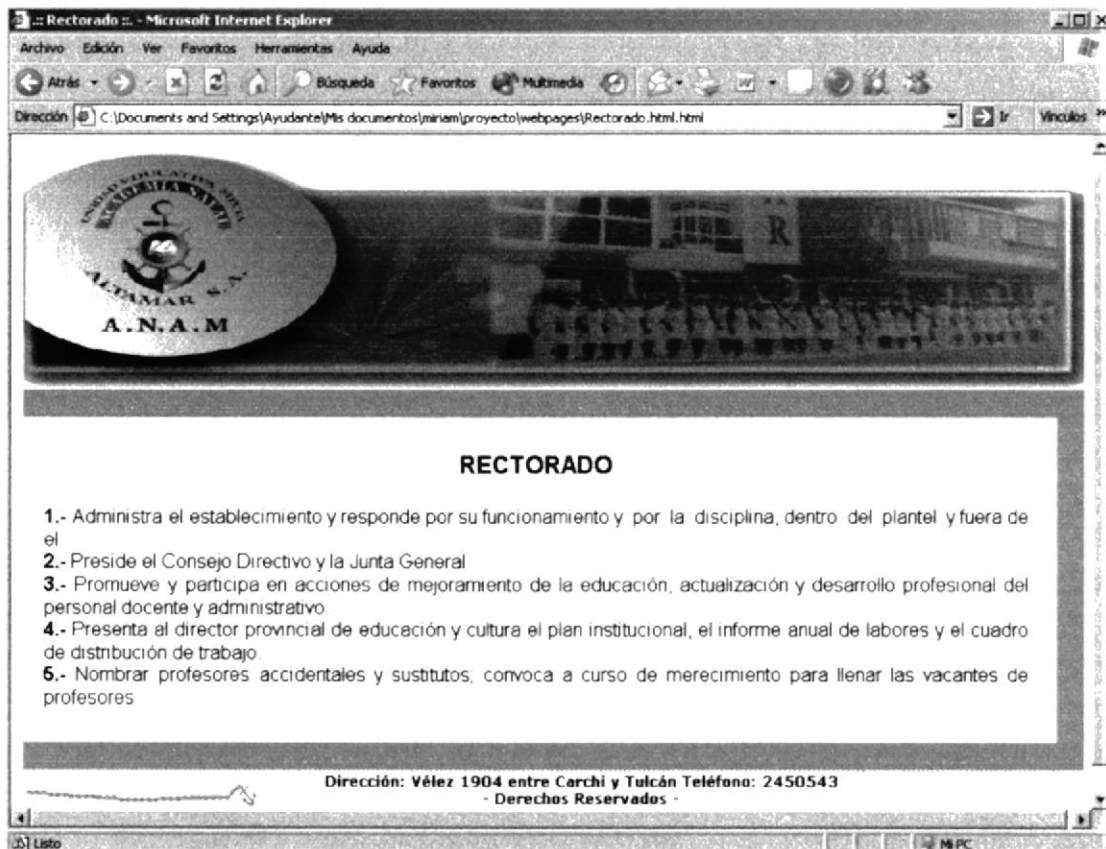 .:: Rectorado ::. - Microsoft Internet Explorer
Archivo Edición Ver Favoritos Herramientas Ayuda
Atrás Búsqueda Favoritos Multimedia
Dirección C:\Documents and Settings\Ayudante\Mis documentos\miriam\proyecto\webpages\Rectorado.html.html Ir Vínculos »
ACADEMIA NAVAL
ALTAMAR S.A.
A.N.A.M
A
R
RECTORADO
1.- Administra el establecimiento y responde por su funcionamiento y por la disciplina, dentro del plantel y fuera de
el
2.- Preside el Consejo Directivo y la Junta General
3.- Promueve y participa en acciones de mejoramiento de la educación, actualización y desarrollo profesional del
personal docente y administrativo.
4.- Presenta al director provincial de educación y cultura el plan institucional, el informe anual de labores y el cuadro
de distribución de trabajo.
5.- Nombrar profesores accidentales y sustitutos; convoca a curso de merecimiento para llenar las vacantes de
profesores
Dirección: Vélez 1904 entre Carchi y Tulcán Teléfono: 2450543
- Derechos Reservados -
Listo Mi PC